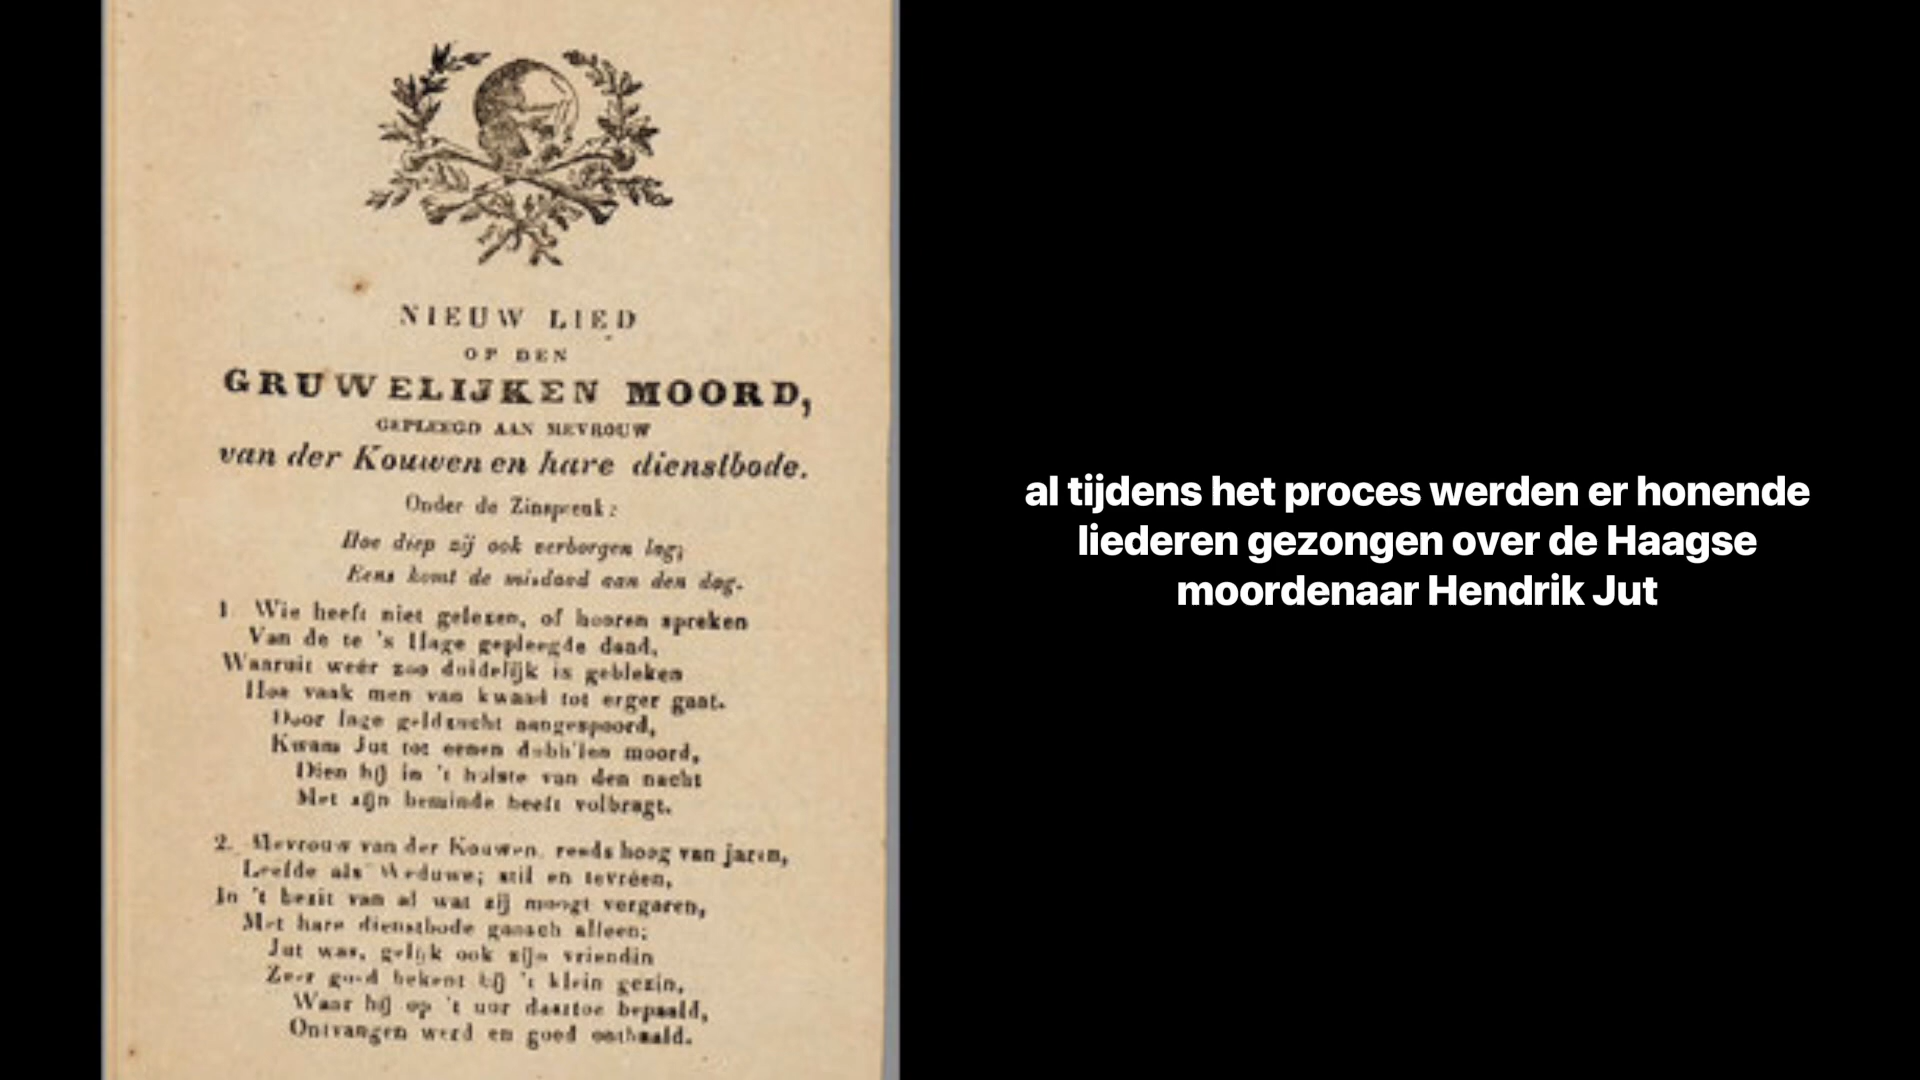 NIEUW LIED
OP DEN
GRUWELIJKEN MOORD,
GEPLEEGD AAN MEVROUW
van der Kouwen en hare dienstbode.
Onder de Zinspreuk:
Hoe diep zij ook verborgen lag;
Eens komt de misdaad aan den dag.
1 Wie heeft niet gelezen, of hooren spreken
Van de te 's Hage gepleegde daad,
Waaruit weêr zoo duidelijk is gebleken
Hoe vaak men van kwaad tot erger gaat.
Door lage geldzucht aangespoord,
Kwam Jut tot eenen dubb'len moord,
Dien hij in 't holste van den nacht
Met zijn beminde heeft volbragt.
2. Mevrouw van der Kouwen, reeds hoog van jaren,
Leefde als Weduwe; stil en tevréen,
In 't bezit van al wat zij mogt vergaren,
Met hare dienstbode gansch alleen;
Jut was, gelijk ook zijn vriendin
Zeer goed bekent bij 't klein gezin,
Waar hij op 't uur daartoe bepaald,
Ontvangen werd en goed onthaald.
al tijdens het proces werden er honende
liederen gezongen over de Haagse
moordenaar Hendrik Jut